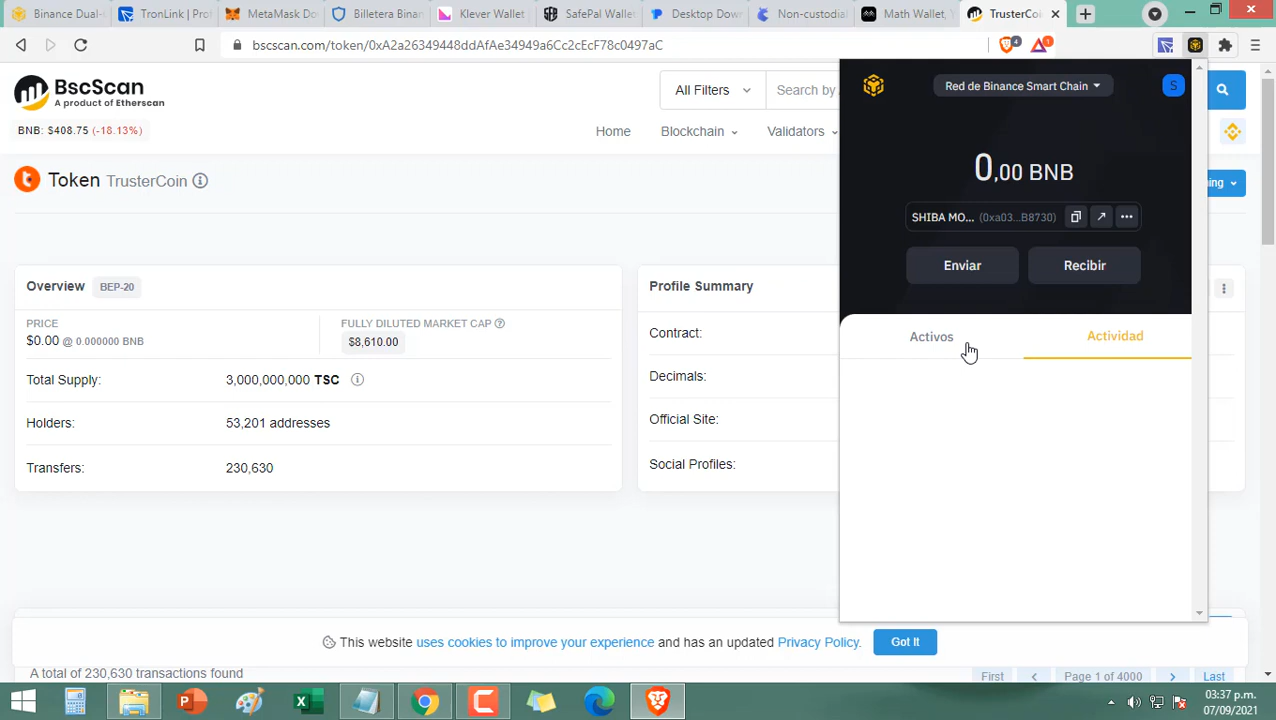 Binance Dual-
TronLink | Pro
MetaMask Do
Billetera Binan
Klever Wallet
SafePal Walle
Desktop Down
Non-custodia
Math Wallet,
TrusterCoi
bscscan.com/token/0xA2a26349448ddAfAe34949a6Cc2cEcF78c0497aC
4
1
BscScan
A product of Etherscan
All Filters
Search by
BNB: $408.75 (-18.13%)
Home
Blockchain
Validators
Token TrusterCoin
Overview BEP-20
PRICE
$0.00 @ 0.000000 BNB
FULLY DILUTED MARKET CAP
$8,610.00
Total Supply: 3,000,000,000 TSC
Holders: 53,201 addresses
Transfers: 230,630
Profile Summary
Contract:
Decimals:
Official Site:
Social Profiles:
Red de Binance Smart Chain
S
0,00 BNB
SHIBA MO... (0xa03...B8730)
Enviar
Recibir
Activos
Actividad
This website uses cookies to improve your experience and has an updated Privacy Policy.
Got It
A total of 230,630 transactions found
First
Page 1 of 4000
Last
03:37 p.m.
07/09/2021